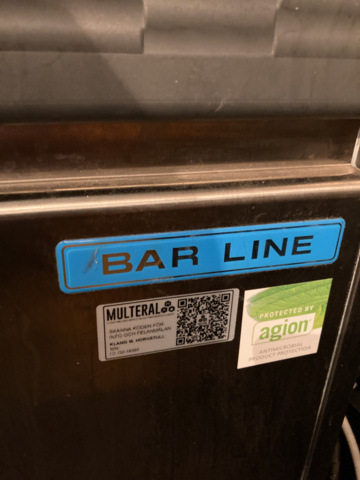 BAR LINE
MULTERAL
SKANNA KODEN FÖR
INFO OCH FELANMÄLAN
PROTECTED BY
agion
ANTIMICROBIAL
PRODUCT PROTECTION